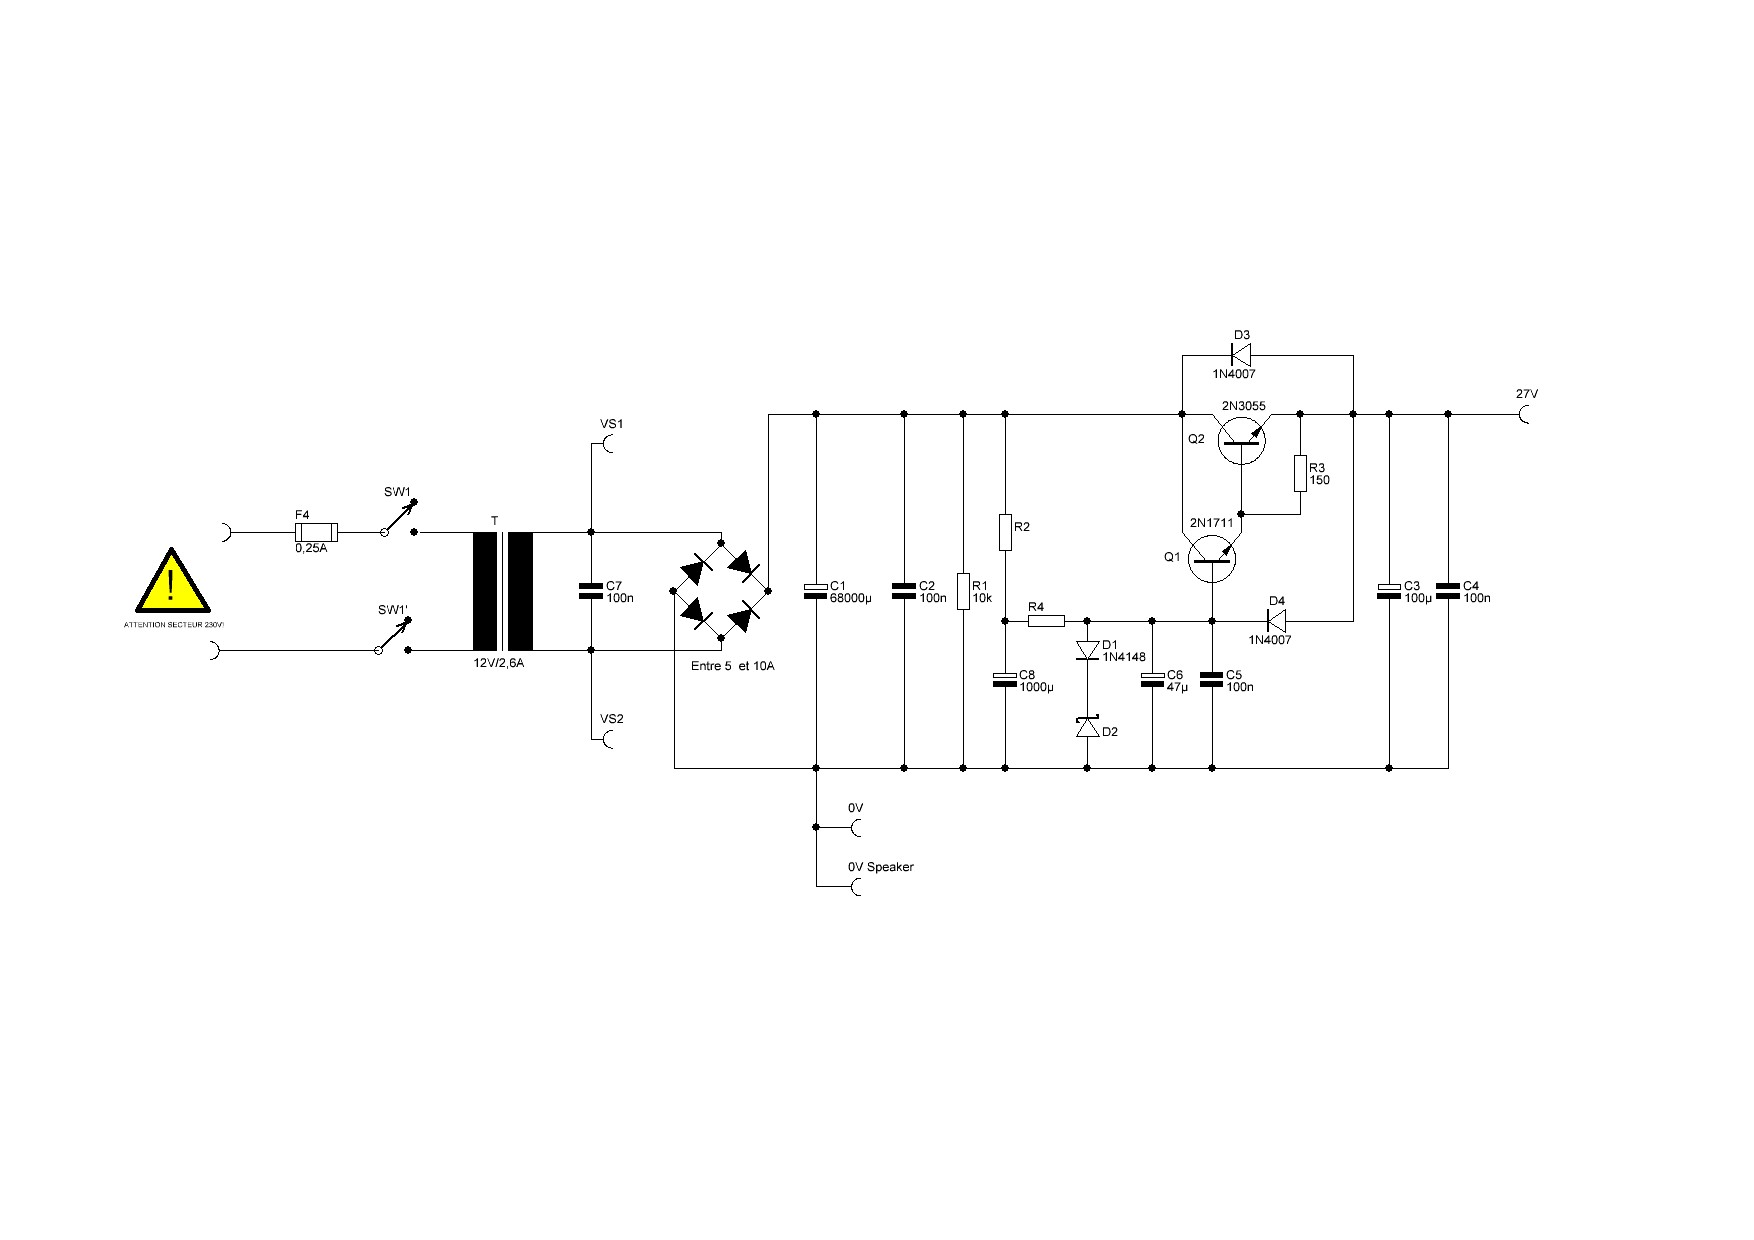 D3
1N4007
27V
2N3055
Q2
VS1
R3
150
SW1
F4
0,25A
T
2N1711
R2
Q1
!
ATTENTION SECTEUR 230V!
C7
100n
C1
68000µ
C2
100n
R1
10k
C3
100µ
C4
100n
SW1'
R4
D4
1N4007
12V/2,6A
Entre 5 et 10A
D1
1N4148
C8
1000µ
C6
47µ
C5
100n
VS2
D2
0V
0V Speaker